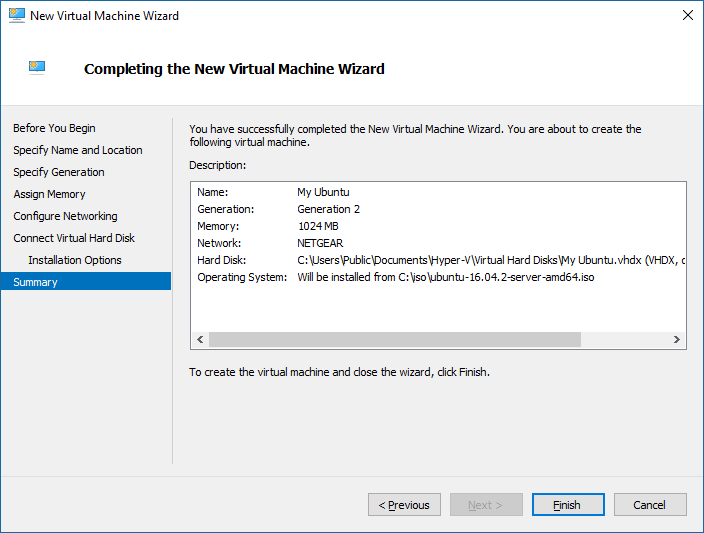 New Virtual Machine Wizard
Completing the New Virtual Machine Wizard
Before You Begin
Specify Name and Location
Specify Generation
Assign Memory
Configure Networking
Connect Virtual Hard Disk
Installation Options
Summary
You have successfully completed the New Virtual Machine Wizard. You are about to create the
following virtual machine.
Description:
Name: My Ubuntu
Generation: Generation 2
Memory: 1024 MB
Network: NETGEAR
Hard Disk: C:\Users\Public\Documents\Hyper-V\Virtual Hard Disks\My Ubuntu.vhdx (VHDX,
Operating System: Will be installed from C:\iso\ubuntu-16.04.2-server-amd64.iso
To create the virtual machine and close the wizard, click Finish.
< Previous
Next >
Finish
Cancel